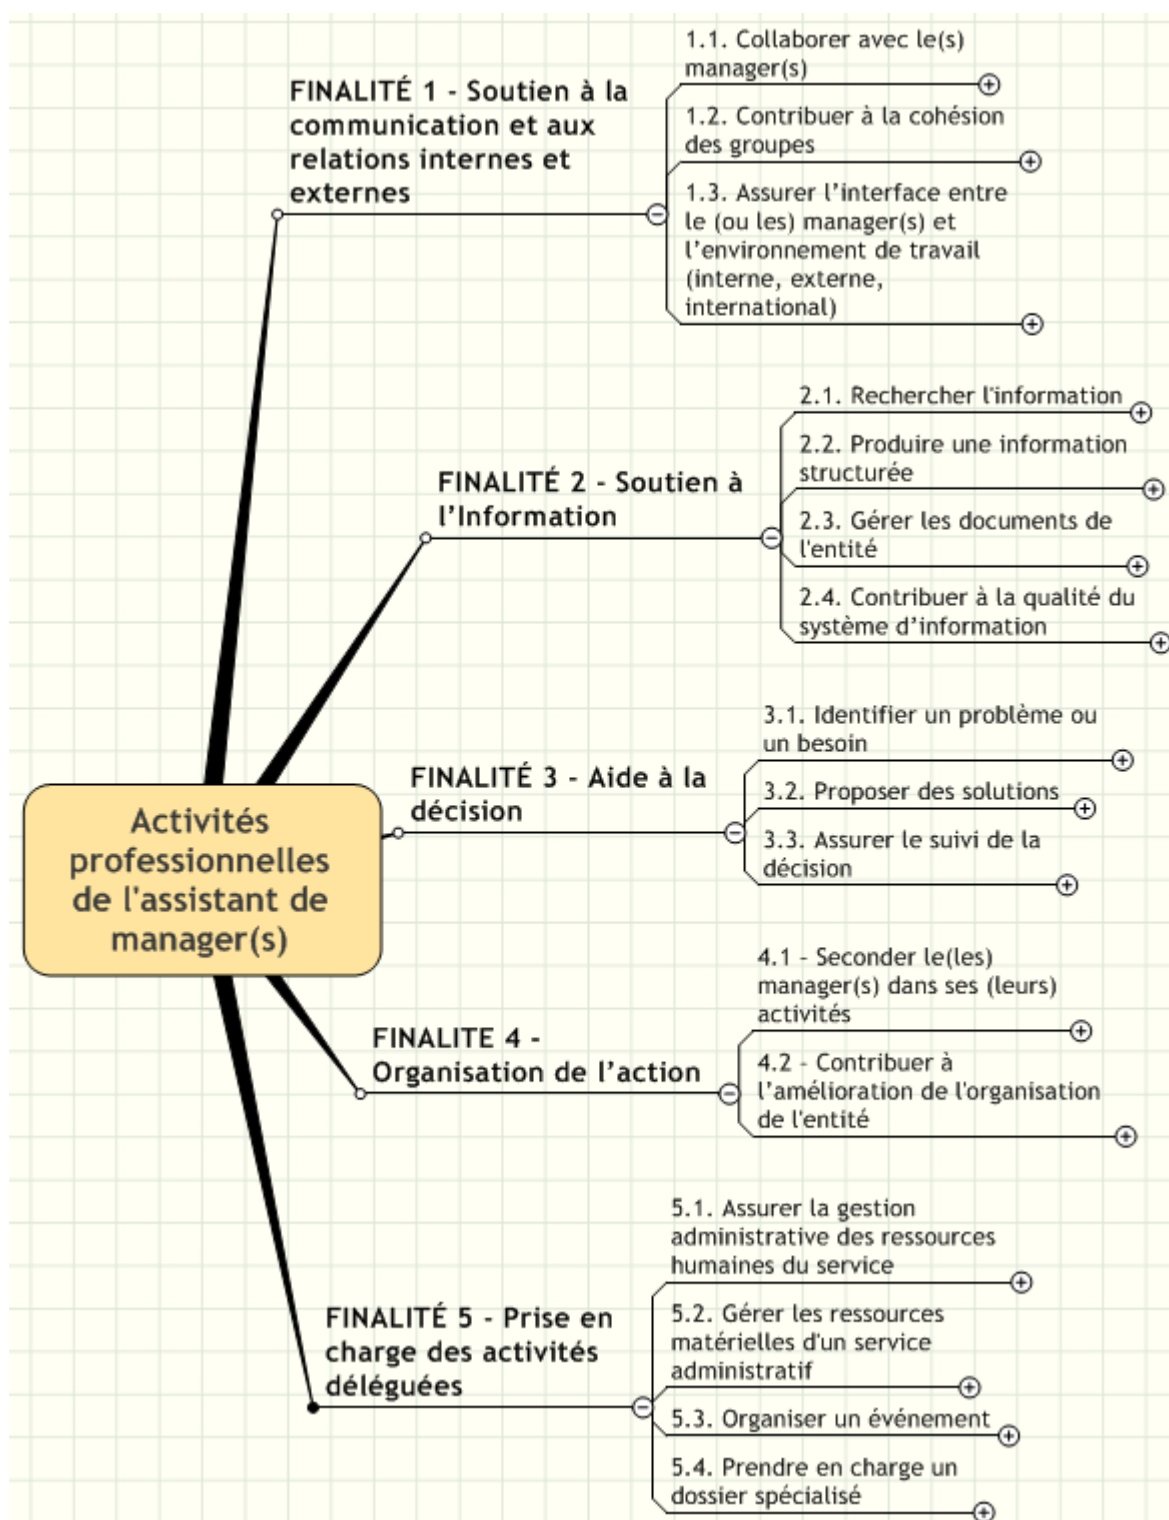 Activités
professionnelles
de l'assistant de
manager(s)
FINALITÉ 1 - Soutien à la
communication et aux
relations internes et
externes
1.1. Collaborer avec le(s)
manager(s)
1.2. Contribuer à la cohésion
des groupes
1.3. Assurer l’interface entre
le (ou les) manager(s) et
l’environnement de travail
(interne, externe,
international)
FINALITÉ 2 - Soutien à
l’Information
2.1. Rechercher l'information
2.2. Produire une information
structurée
2.3. Gérer les documents de
l'entité
2.4. Contribuer à la qualité du
système d’information
FINALITÉ 3 - Aide à la
décision
3.1. Identifier un problème ou
un besoin
3.2. Proposer des solutions
3.3. Assurer le suivi de la
décision
FINALITE 4 -
Organisation de l’action
4.1 - Seconder le(les)
manager(s) dans ses (leurs)
activités
4.2 - Contribuer à
l’amélioration de l'organisation
de l'entité
FINALITÉ 5 - Prise en
charge des activités
déléguées
5.1. Assurer la gestion
administrative des ressources
humaines du service
5.2. Gérer les ressources
matérielles d'un service
administratif
5.3. Organiser un événement
5.4. Prendre en charge un
dossier spécialisé